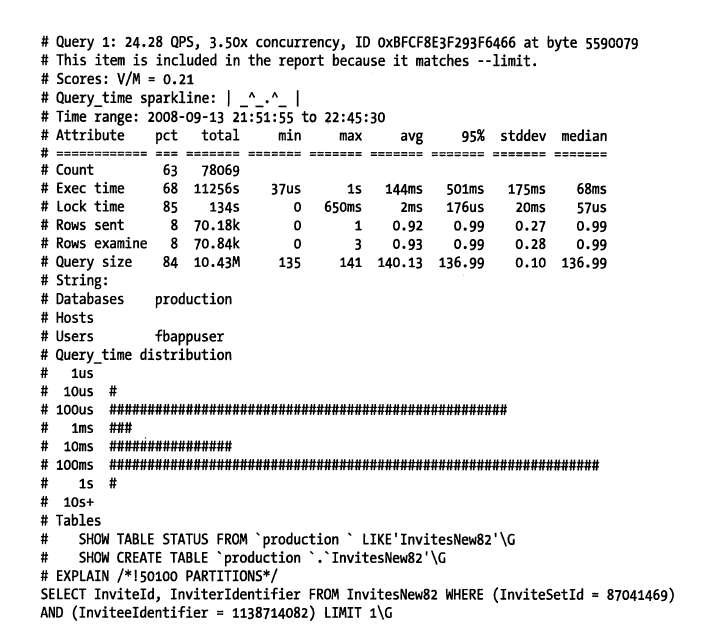 # Query 1: 24.28 QPS, 3.50x concurrency, ID 0xBFCF8E3F293F6466 at byte 5590079
# This item is included in the report because it matches --limit.
# Scores: V/M = 0.21
# Query_time sparkline: | _^_.^_ |
# Time range: 2008-09-13 21:51:55 to 22:45:30
# Attribute    pct   total     min     max     avg     95%  stddev  median
# ============ === ======= ======= ======= ======= ======= ======= =======
# Count         63   78069
# Exec time     68  11256s    37us      1s   144ms   501ms   175ms    68ms
# Lock time     85    134s       0   650ms     2ms   176us    20ms    57us
# Rows sent      8  70.18k       0       1    0.92    0.99    0.27    0.99
# Rows examine   8  70.84k       0       3    0.93    0.99    0.28    0.99
# Query size    84  10.43M     135     141  140.13  136.99    0.10  136.99
# String:
# Databases    production
# Hosts
# Users        fbappuser
# Query_time distribution
#   1us
#  10us  #
# 100us  ####################################################
#   1ms  ###
#  10ms  ################
# 100ms  ################################################################
#    1s  #
#  10s+
# Tables
#    SHOW TABLE STATUS FROM `production ` LIKE'InvitesNew82'\G
#    SHOW CREATE TABLE `production `.`InvitesNew82'\G
# EXPLAIN /*!50100 PARTITIONS*/
SELECT InviteId, InviterIdentifier FROM InvitesNew82 WHERE (InviteSetId = 87041469)
AND (InviteeIdentifier = 1138714082) LIMIT 1\G